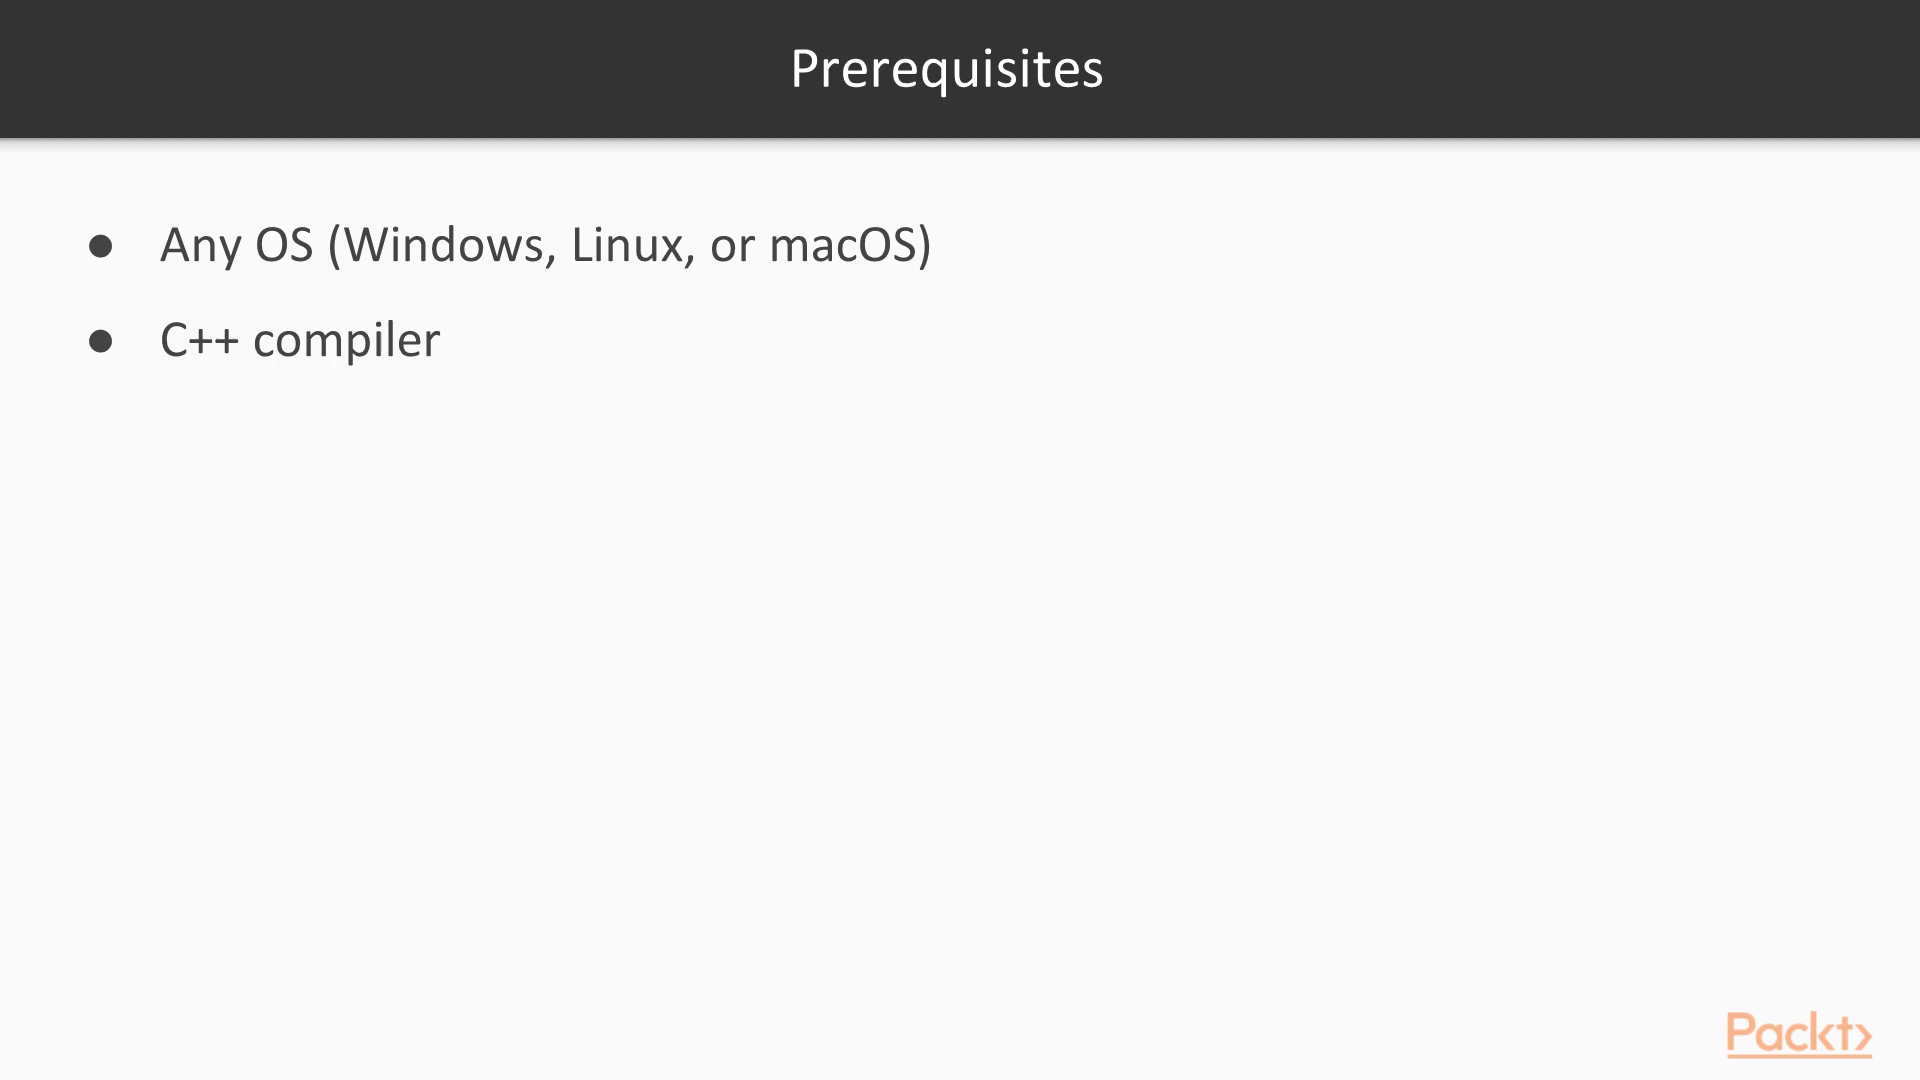 Prerequisites
● Any OS (Windows, Linux, or macOS)
● C++ compiler
Packt>